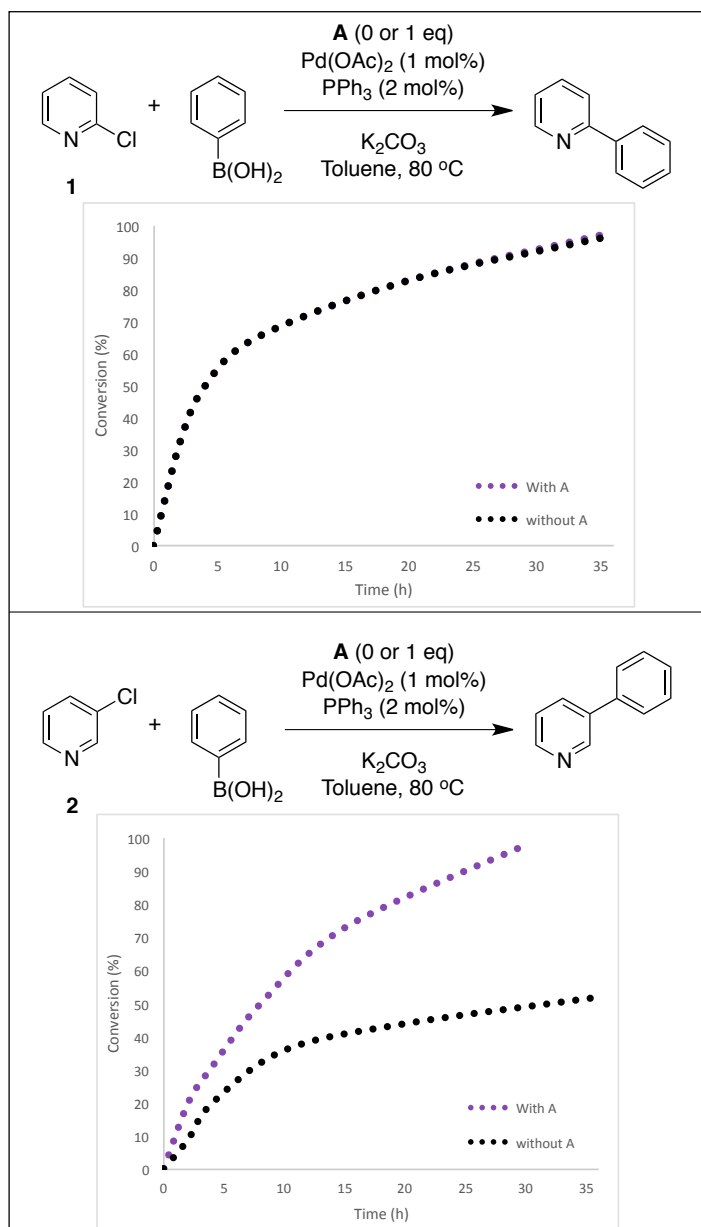 A (0 or 1 eq)
Pd(OAc)2 (1 mol%)
PPh3 (2 mol%)
N
Cl
+
B(OH)2
K2CO3
Toluene, 80 oC
N
1
100
90
80
70
60
50
40
30
20
10
0
Conversion (%)
With A
without A
0 5 10 15 20 25 30 35
Time (h)
A (0 or 1 eq)
Pd(OAc)2 (1 mol%)
PPh3 (2 mol%)
Cl
N
+
B(OH)2
K2CO3
Toluene, 80 oC
N
2
100
90
80
70
60
50
40
30
20
10
0
Conversion (%)
With A
without A
0 5 10 15 20 25 30 35
Time (h)